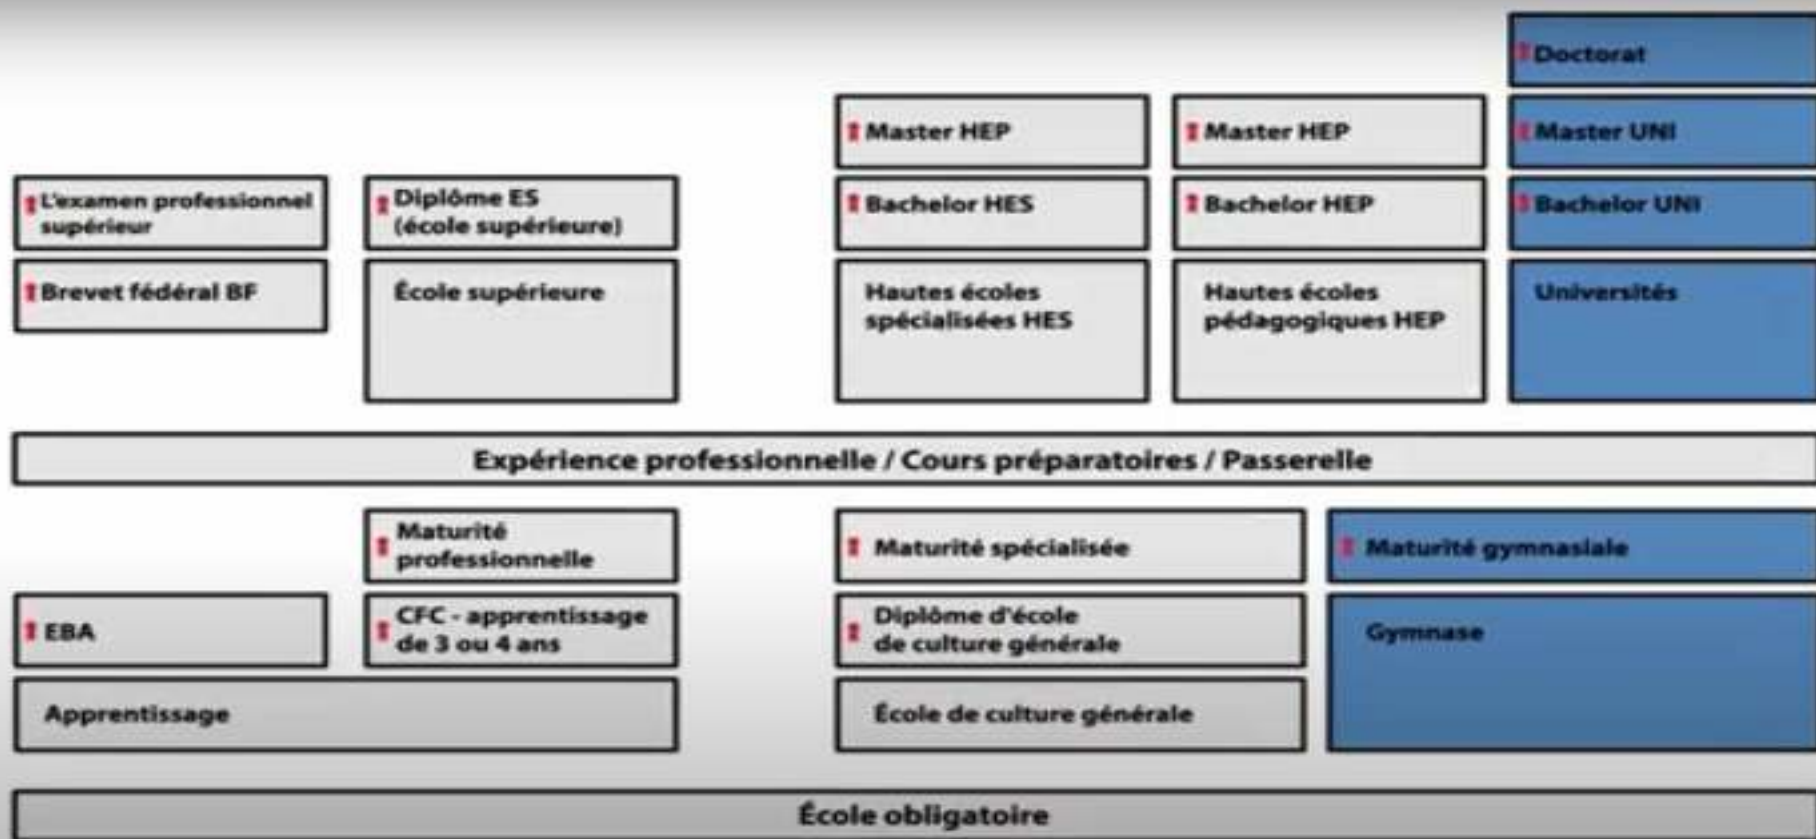 Doctorat
Master HEP
Master HEP
Master UNI
L'examen professionnel
supérieur
Diplôme ES
(école supérieure)
Bachelor HES
Bachelor HEP
Bachelor UNI
Brevet fédéral BF
École supérieure
Hautes écoles
spécialisées HES
Hautes écoles
pédagogiques HEP
Universités
Expérience professionnelle / Cours préparatoires / Passerelle
Maturité
professionnelle
Maturité spécialisée
Maturité gymnasiale
EBA
CFC - apprentissage
de 3 ou 4 ans
Diplôme d'école
de culture générale
Gymnase
Apprentissage
École de culture générale
École obligatoire